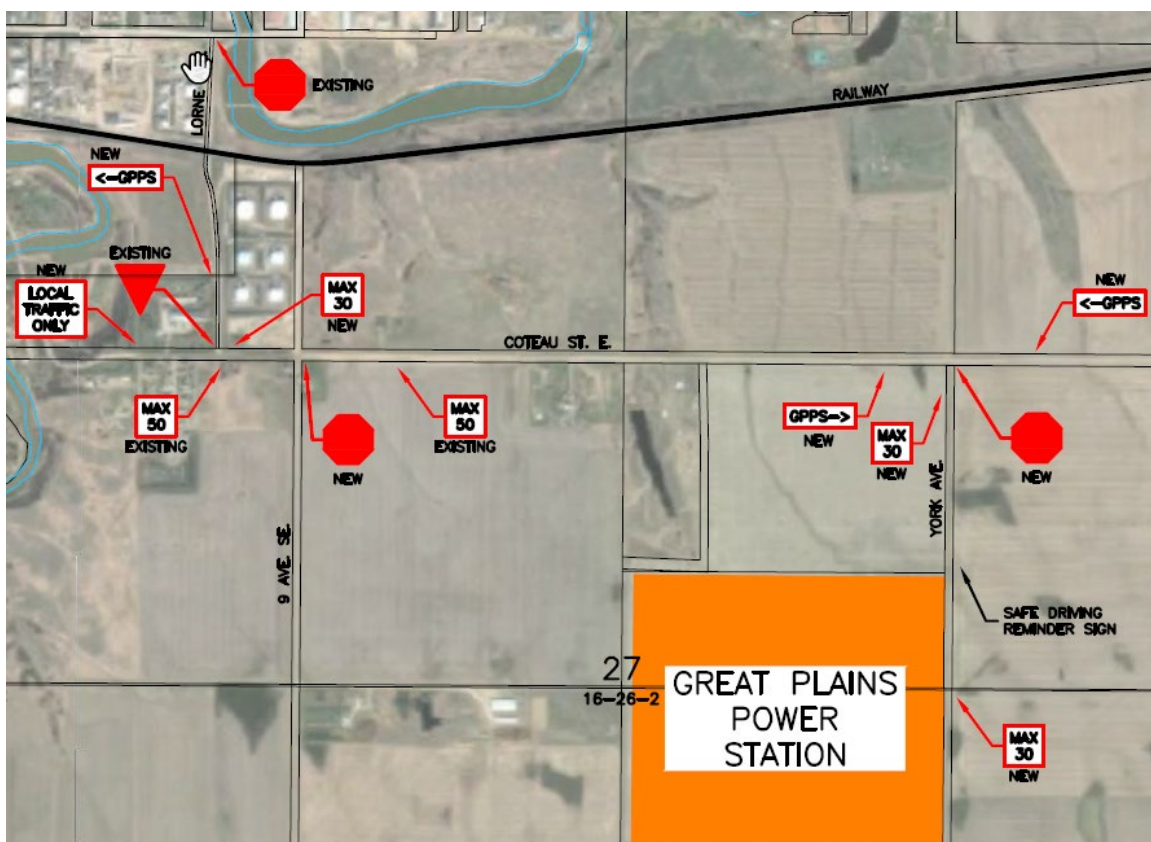 EXISTING
LORNE
RAILWAY
NEW
<-GPPS
EXISTING
NEW
LOCAL
TRAFFIC
ONLY
MAX
30
NEW
NEW
<-GPPS
COTEAU ST. E.
MAX
50
EXISTING
NEW
MAX
50
EXISTING
GPPS->
NEW
MAX
30
NEW
NEW
YORK AVE.
9 AVE. SE.
SAFE DRIVING
REMINDER SIGN
27
16-26-2
GREAT PLAINS
POWER
STATION
MAX
30
NEW